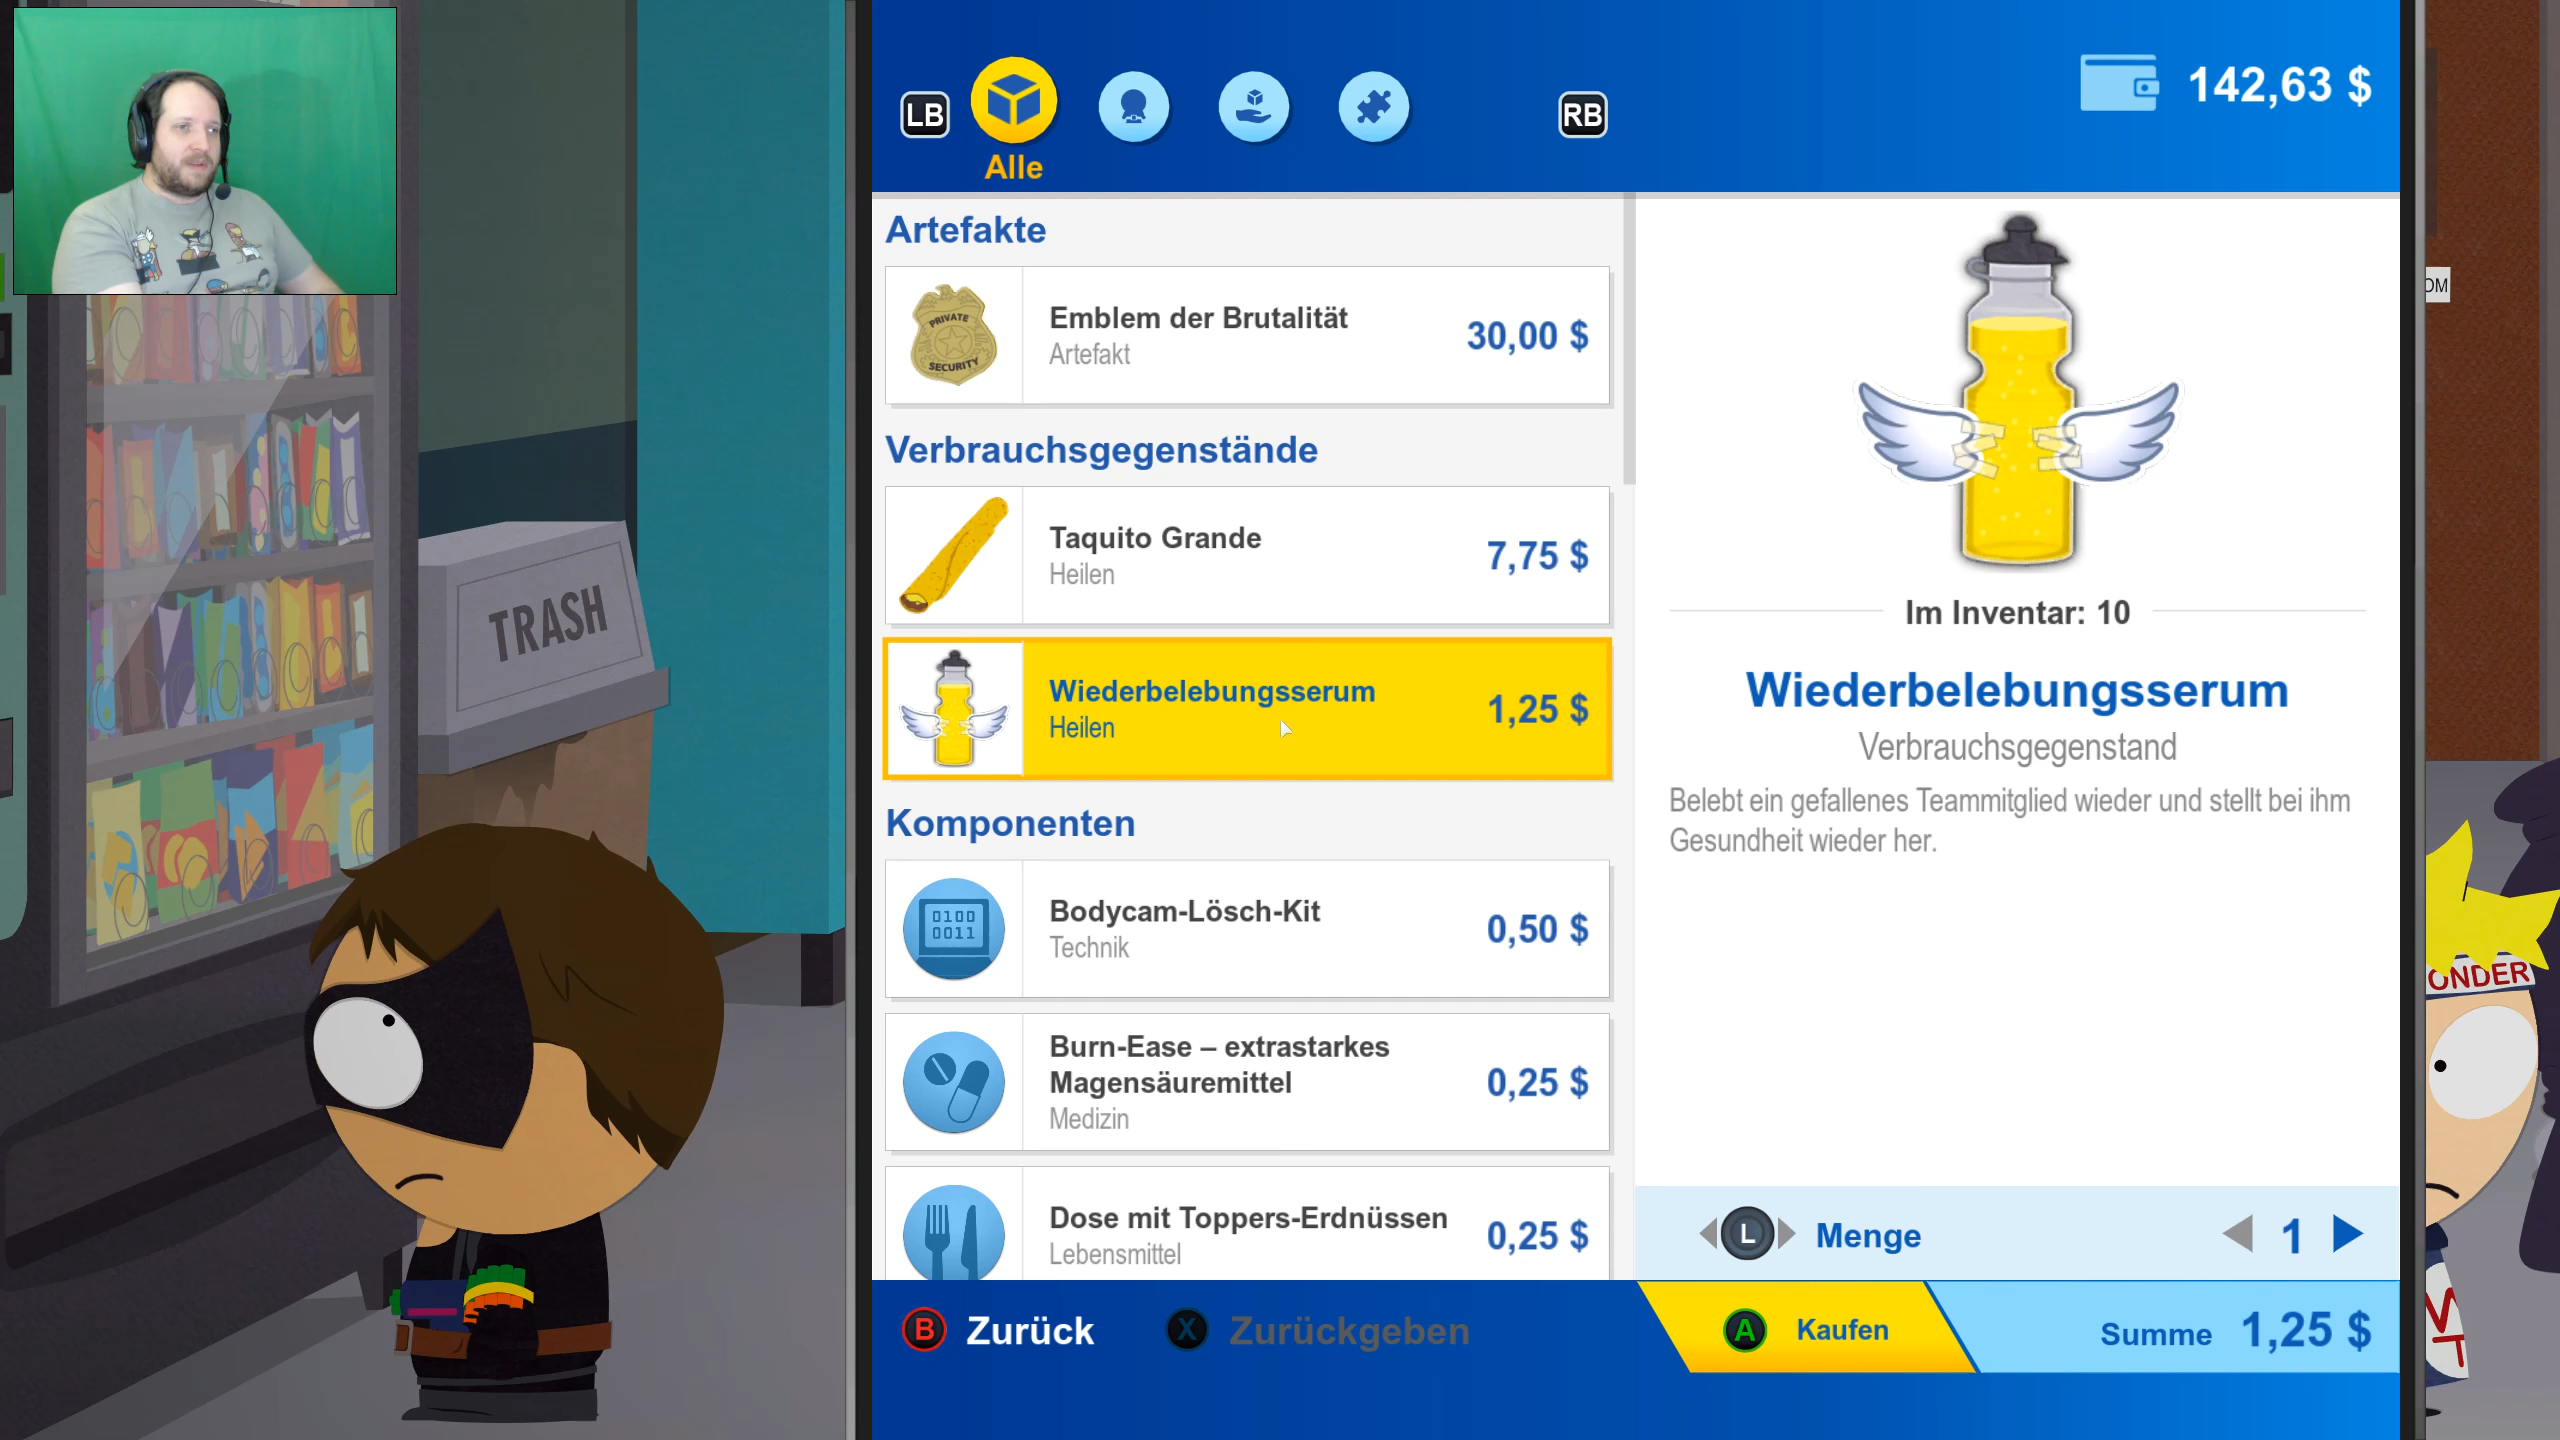 LB
Alle
RB
142,63 $
Artefakte
PRIVATE
SECURITY
Emblem der Brutalität
Artefakt
30,00 $
Verbrauchsgegenstände
Taquito Grande
Heilen
7,75 $
Wiederbelebungsserum
Heilen
1,25 $
Komponenten
0100
0011
Bodycam-Lösch-Kit
Technik
0,50 $
Burn-Ease – extrastarkes
Magensäuremittel
Medizin
0,25 $
Dose mit Toppers-Erdnüssen
Lebensmittel
0,25 $
Im Inventar: 10
Wiederbelebungsserum
Verbrauchsgegenstand
Belebt ein gefallenes Teammitglied wieder und stellt bei ihm
Gesundheit wieder her.
L Menge 1
B Zurück
X Zurückgeben
A Kaufen
Summe 1,25 $
TRASH
OM
ONDER